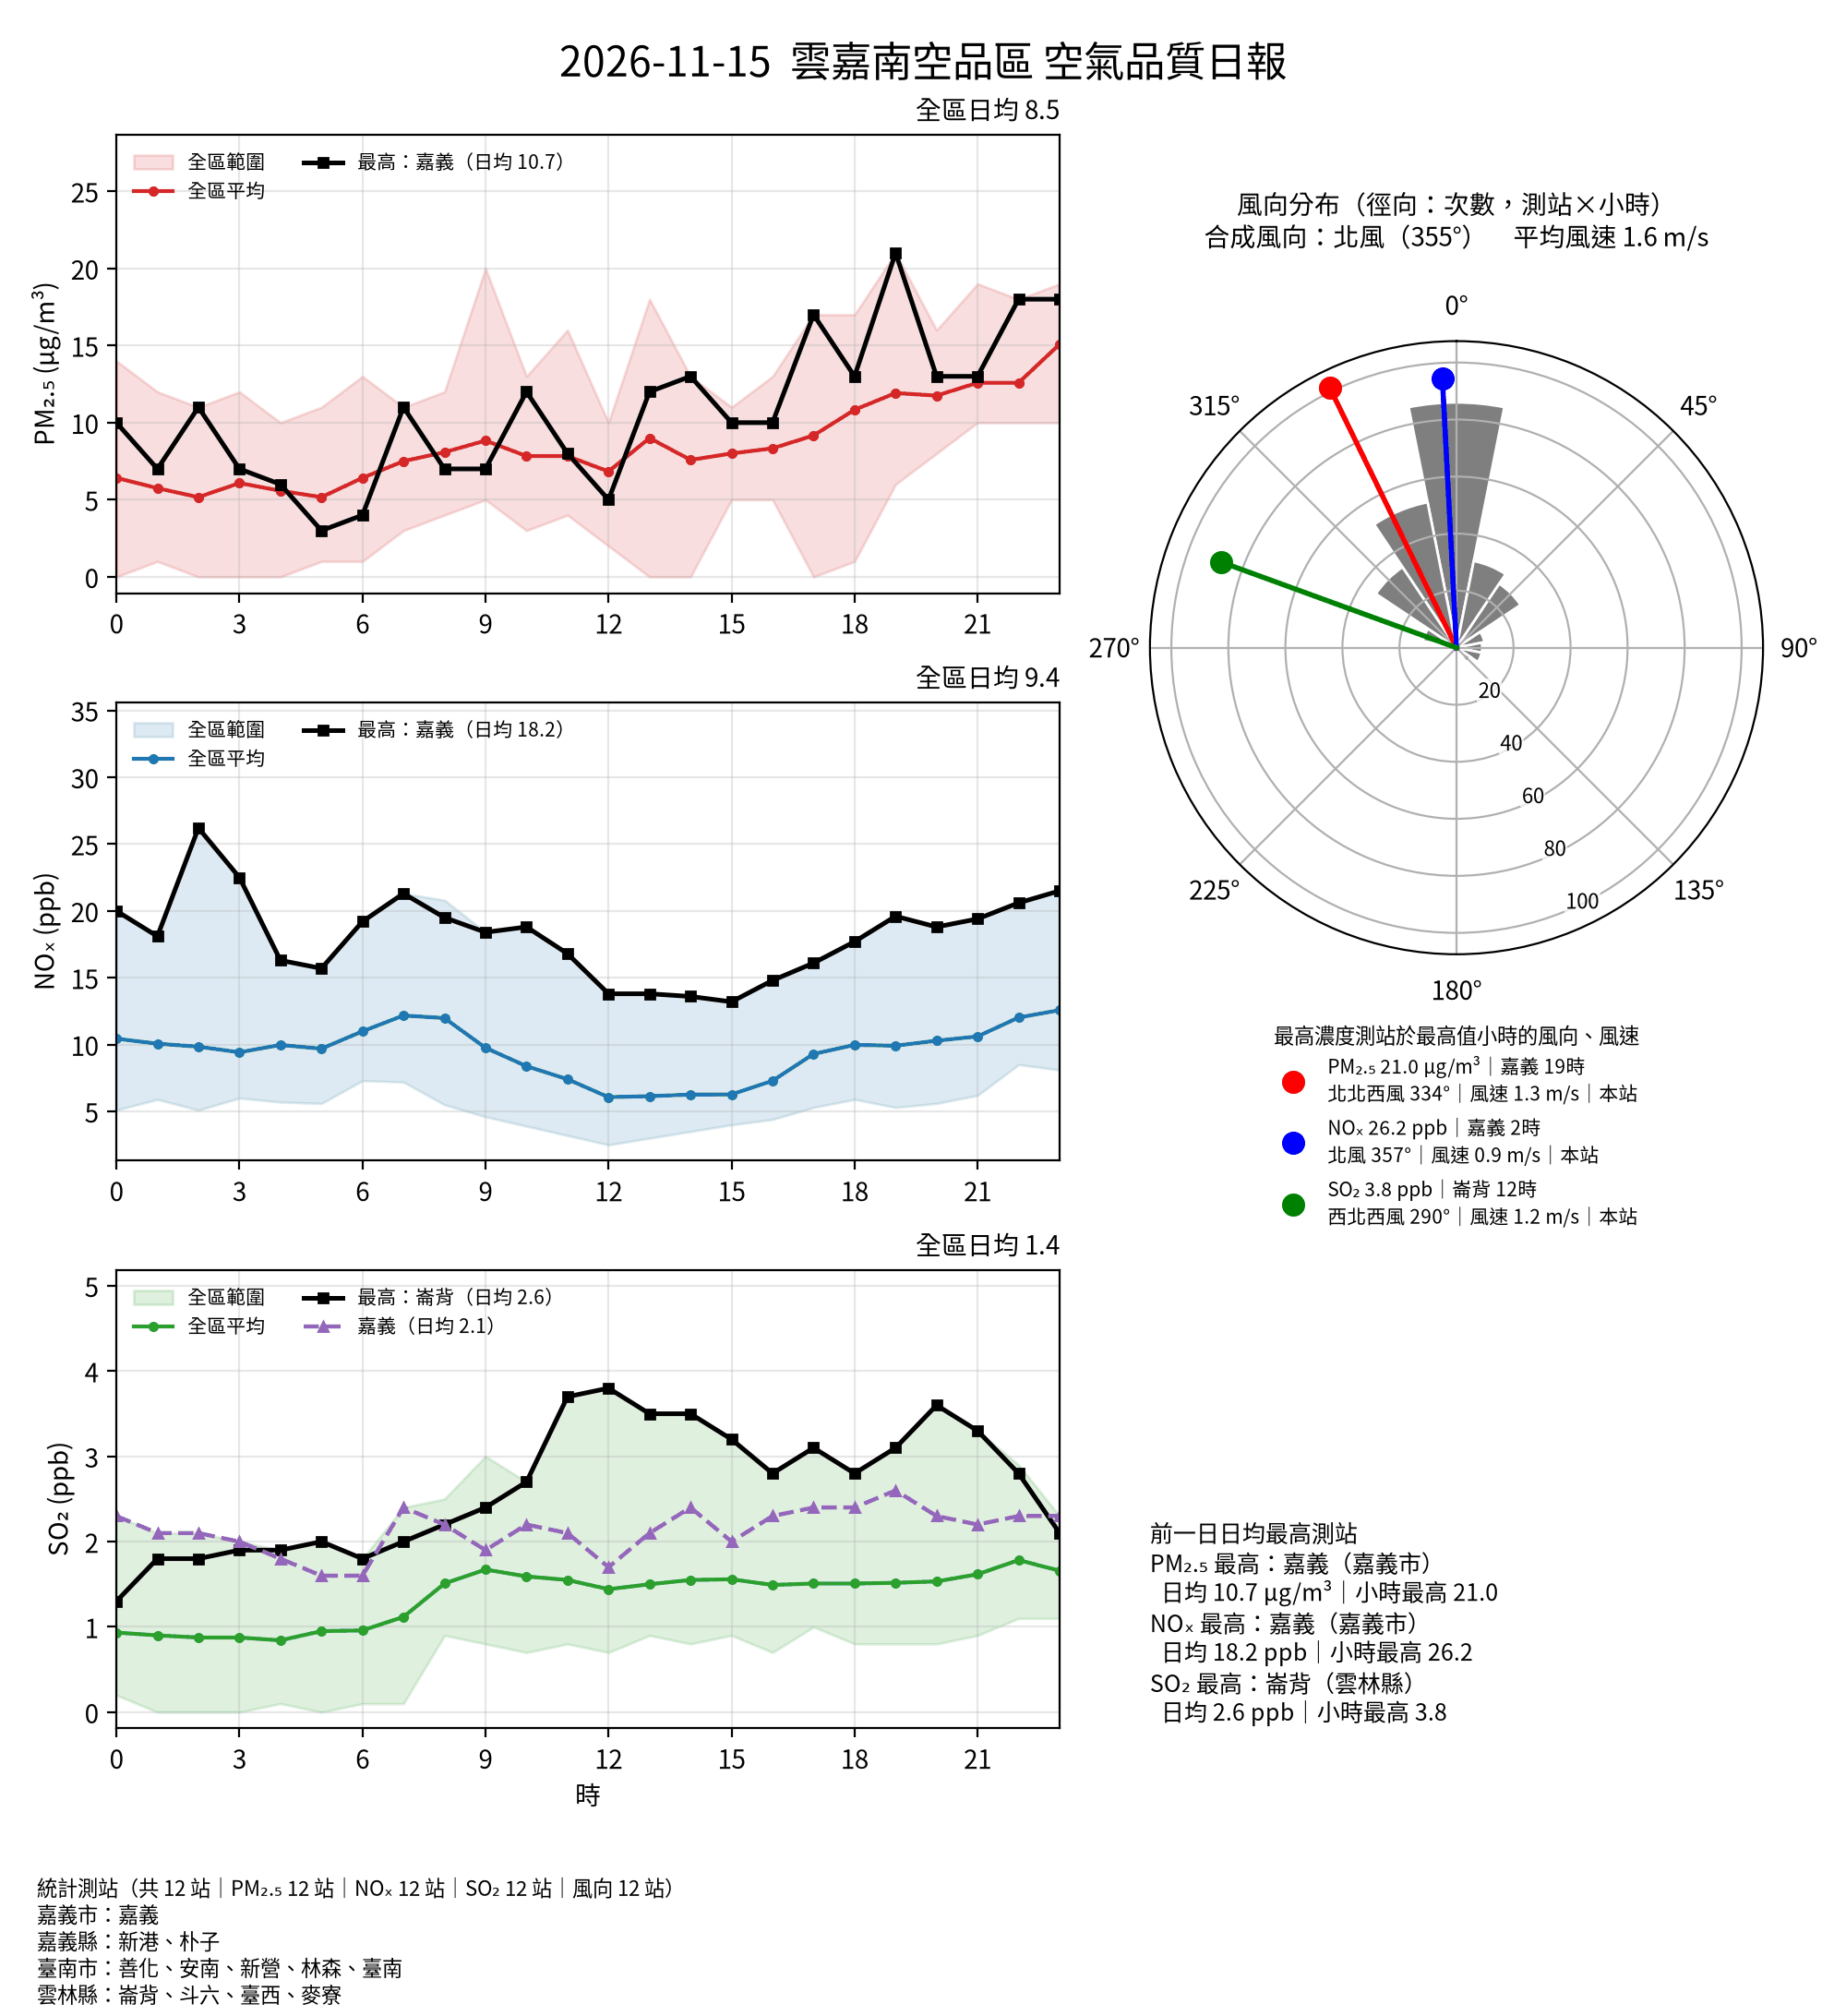 2026-11-15 雲嘉南空品區 空氣品質日報
全區日均 8.5
全區範圍
全區平均
最高：嘉義（日均 10.7）
PM₂.₅ (μg/m³)
25
20
15
10
5
0
0 3 6 9 12 15 18 21
全區日均 9.4
全區範圍
全區平均
最高：嘉義（日均 18.2）
NOₓ (ppb)
35
30
25
20
15
10
5
0 3 6 9 12 15 18 21
全區日均 1.4
全區範圍
全區平均
最高：崙背（日均 2.6）
嘉義（日均 2.1）
SO₂ (ppb)
5
4
3
2
1
0
0 3 6 9 12 15 18 21
時
風向分布（徑向：次數，測站×小時）
合成風向：北風（355°） 平均風速 1.6 m/s
0°
45°
90°
135°
180°
225°
270°
315°
20
40
60
80
100
最高濃度測站於最高值小時的風向、風速
PM₂.₅ 21.0 μg/m³｜嘉義 19時
北北西風 334°｜風速 1.3 m/s｜本站
NOₓ 26.2 ppb｜嘉義 2時
北風 357°｜風速 0.9 m/s｜本站
SO₂ 3.8 ppb｜崙背 12時
西北西風 290°｜風速 1.2 m/s｜本站
前一日日均最高測站
PM₂.₅ 最高：嘉義（嘉義市）
日均 10.7 μg/m³｜小時最高 21.0
NOₓ 最高：嘉義（嘉義市）
日均 18.2 ppb｜小時最高 26.2
SO₂ 最高：崙背（雲林縣）
日均 2.6 ppb｜小時最高 3.8
統計測站（共 12 站｜PM₂.₅ 12 站｜NOₓ 12 站｜SO₂ 12 站｜風向 12 站）
嘉義市：嘉義
嘉義縣：新港、朴子
臺南市：善化、安南、新營、林森、臺南
雲林縣：崙背、斗六、臺西、麥寮